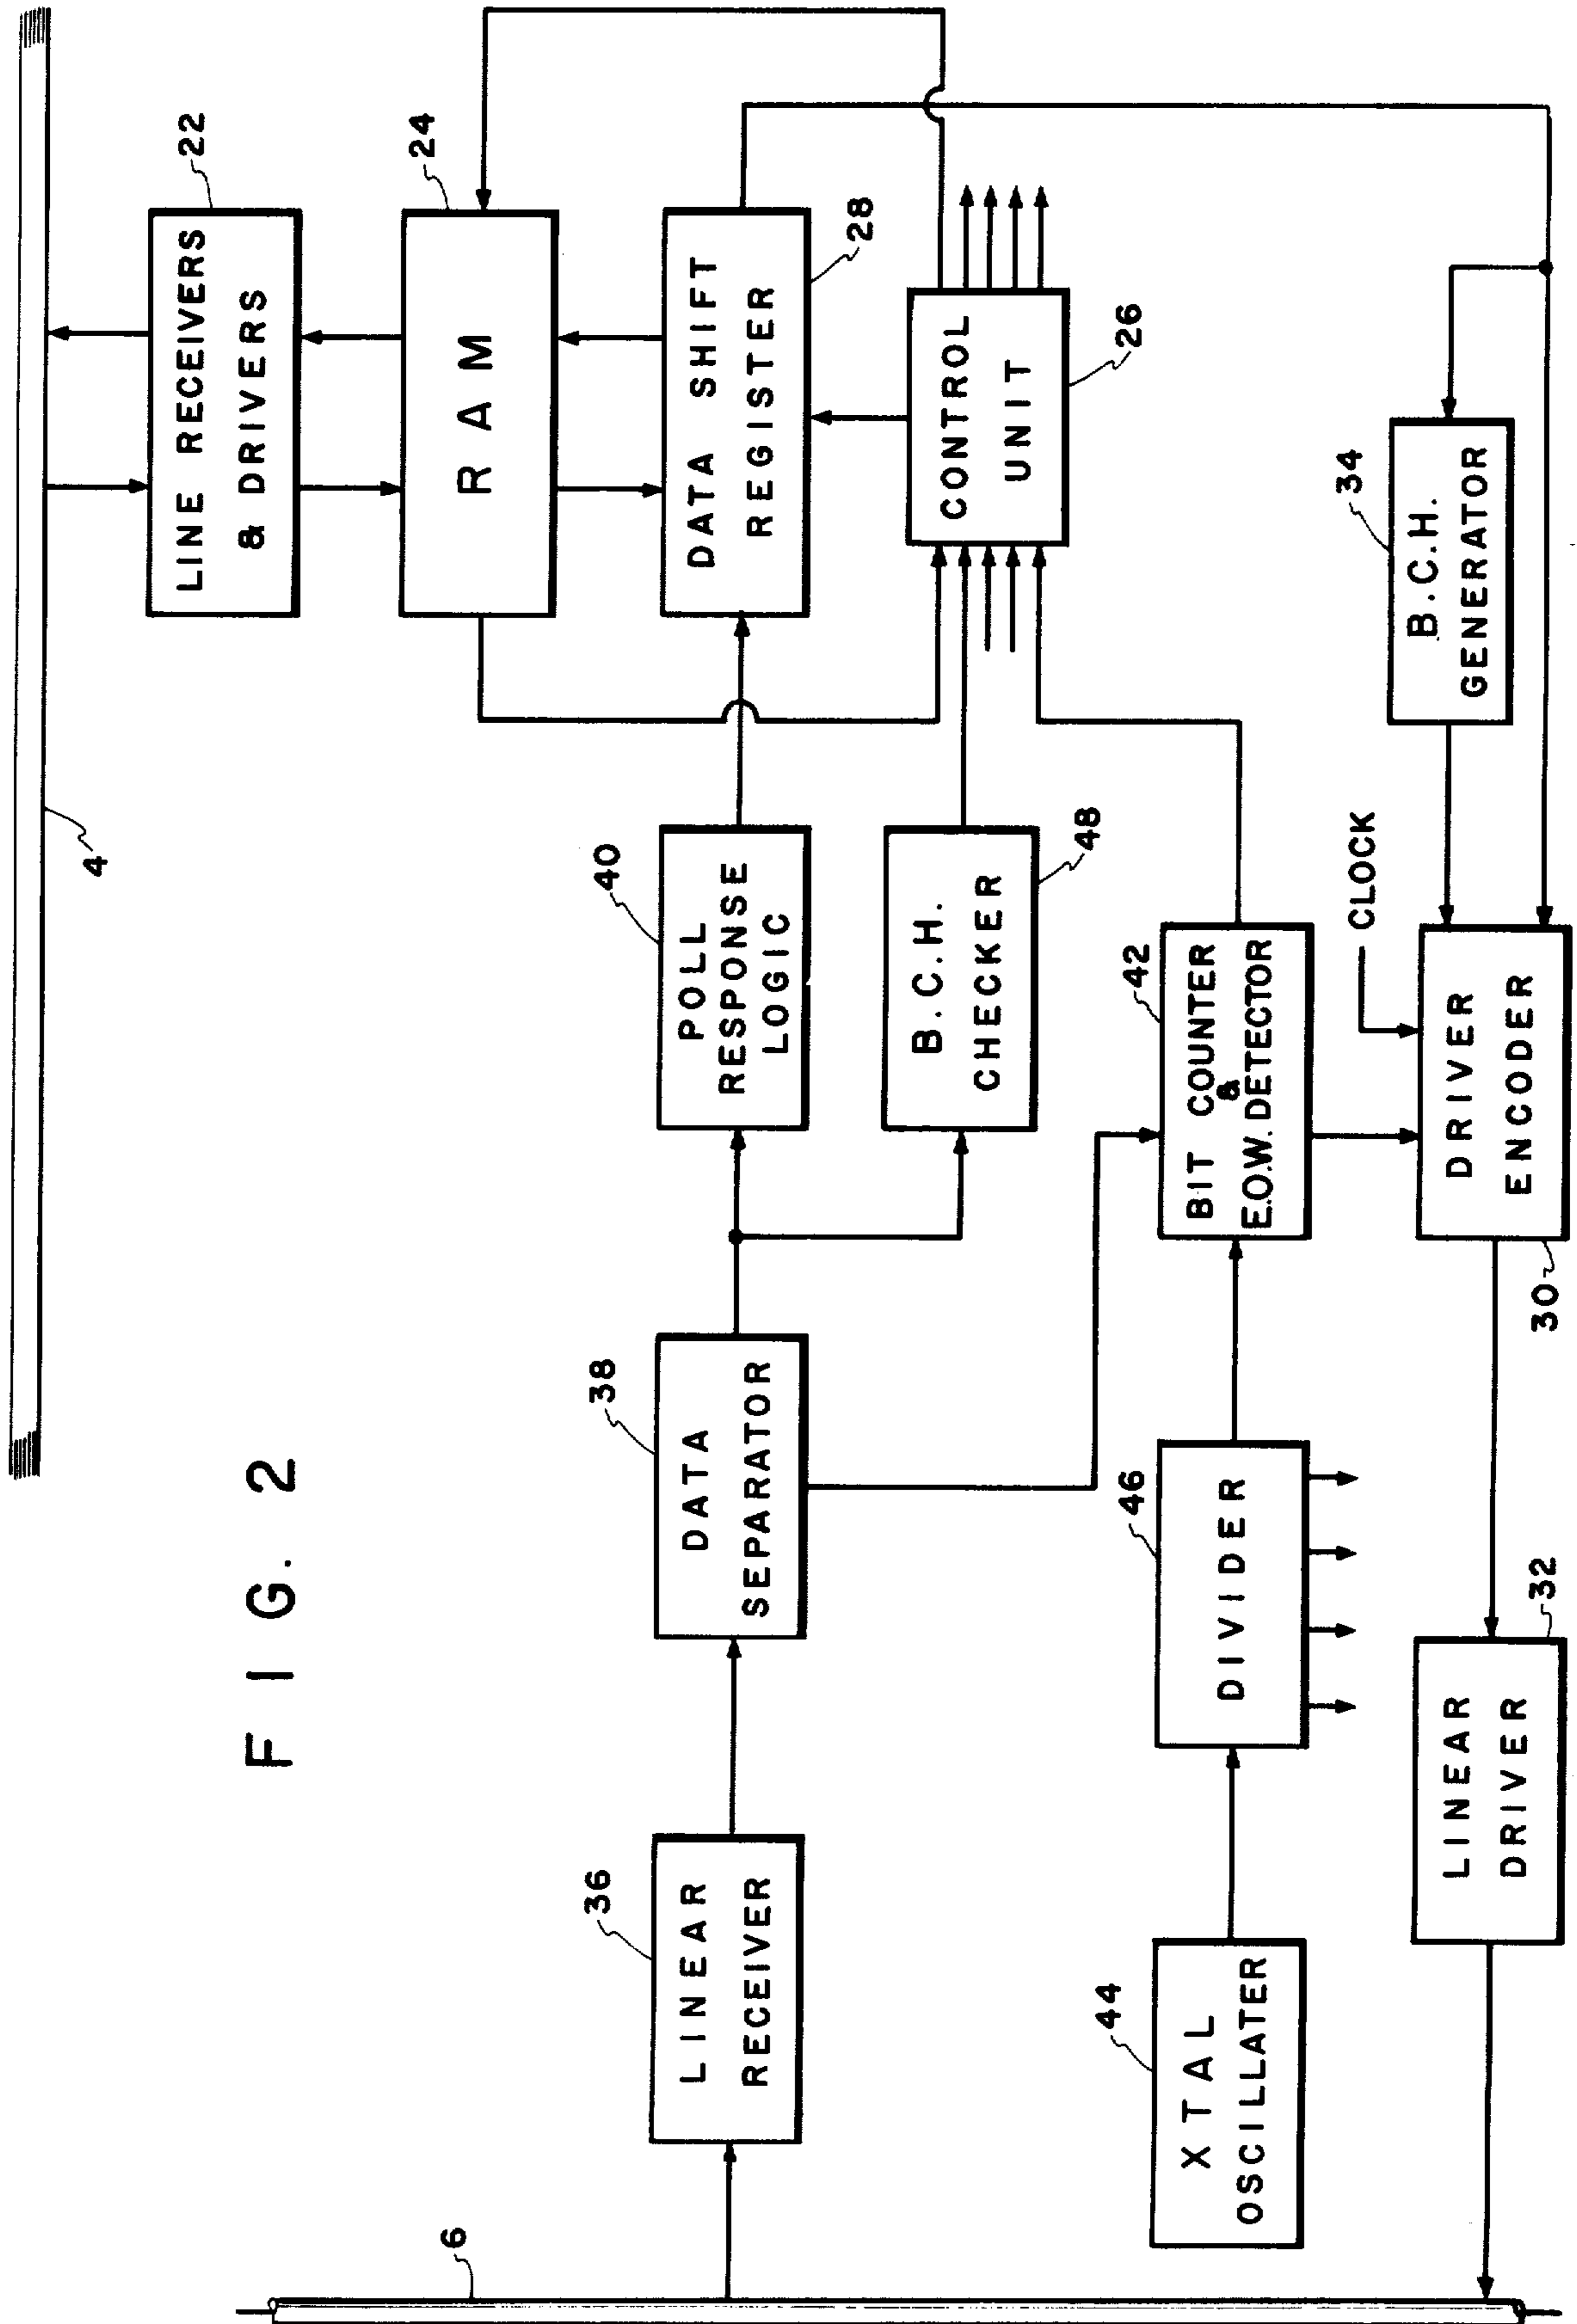 FIG. 2
4
6
LINE RECEIVERS
& DRIVERS
22
RAM
24
DATA SHIFT
REGISTER
28
CONTROL
UNIT
26
LINEAR
RECEIVER
36
DATA
SEPARATOR
38
POLL
RESPONSE
LOGIC
40
B.C.H.
CHECKER
48
XTAL
OSCILLATER
44
DIVIDER
46
BIT COUNTER
&
E.O.W. DETECTOR
42
LINEAR
DRIVER
32
DRIVER
ENCODER
30
CLOCK
B.C.H.
GENERATOR
34